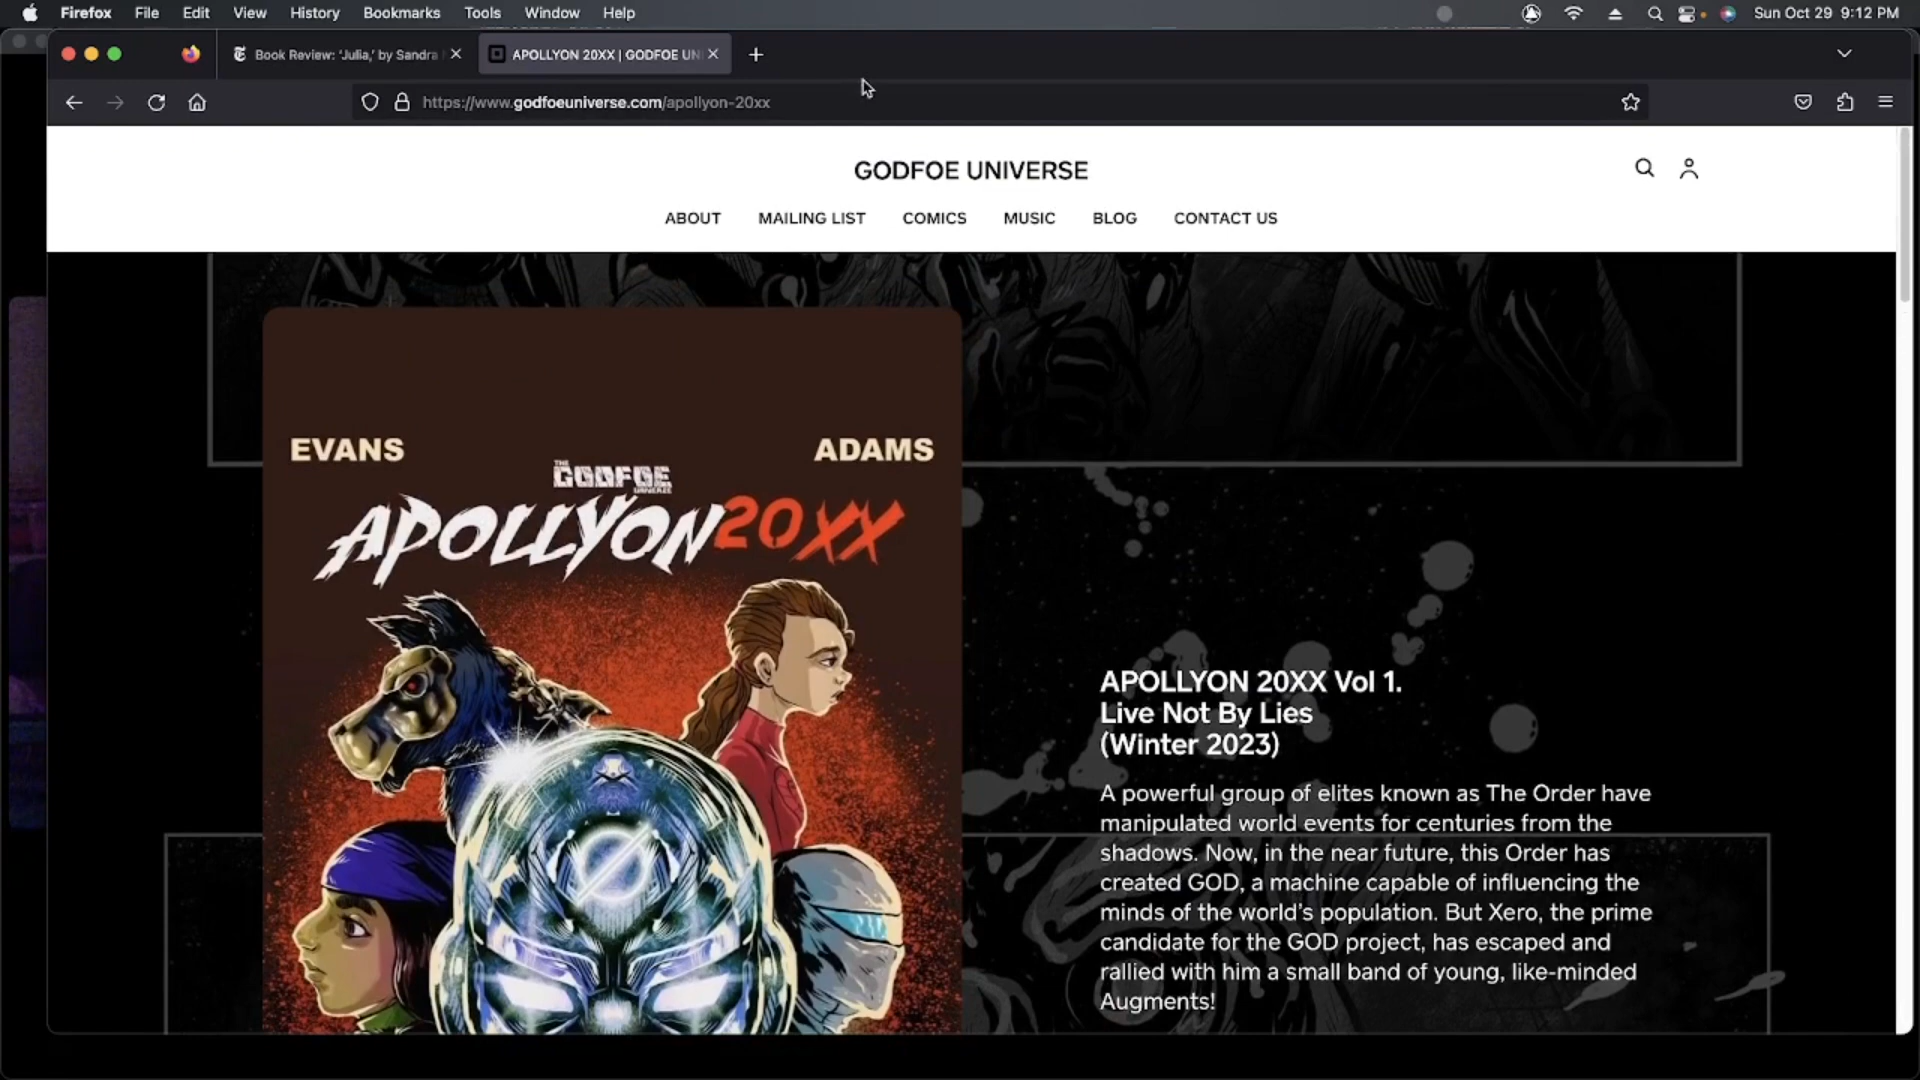 Firefox File Edit View History Bookmarks Tools Window Help Sun Oct 29 9:12 PM
Book Review: 'Julia,' by Sandra
APOLLYON 20XX | GODFOE UN
https://www.godfoeuniverse.com/apollyon-20xx
GODFOE UNIVERSE
ABOUT MAILING LIST COMICS MUSIC BLOG CONTACT US
EVANS ADAMS
THE
GODFOE
UNIVERSE
APOLLYON 20XX
APOLLYON 20XX Vol 1.
Live Not By Lies
(Winter 2023)
A powerful group of elites known as The Order have
manipulated world events for centuries from the
shadows. Now, in the near future, this Order has
created GOD, a machine capable of influencing the
minds of the world's population. But Xero, the prime
candidate for the GOD project, has escaped and
rallied with him a small band of young, like-minded
Augments!